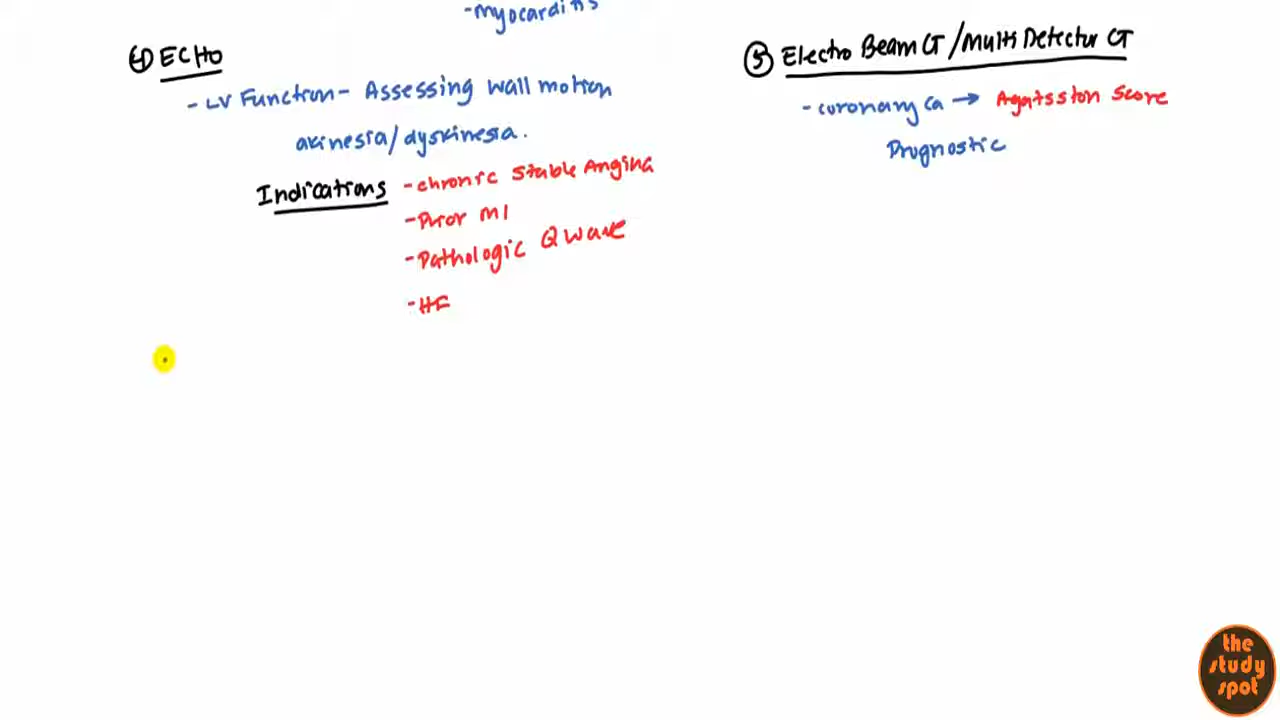 -myocarditis
④ ECHO
- LV Function - Assessing wall motion
akinesia/dyskinesia.
Indications
- chronic Stable Angina
- Prior MI
- Pathologic Q wave
- HF
⑤ Electro Beam CT / Multi Detector CT
- coronary Ca → Agatsston Score
Prognostic
the
study
spot